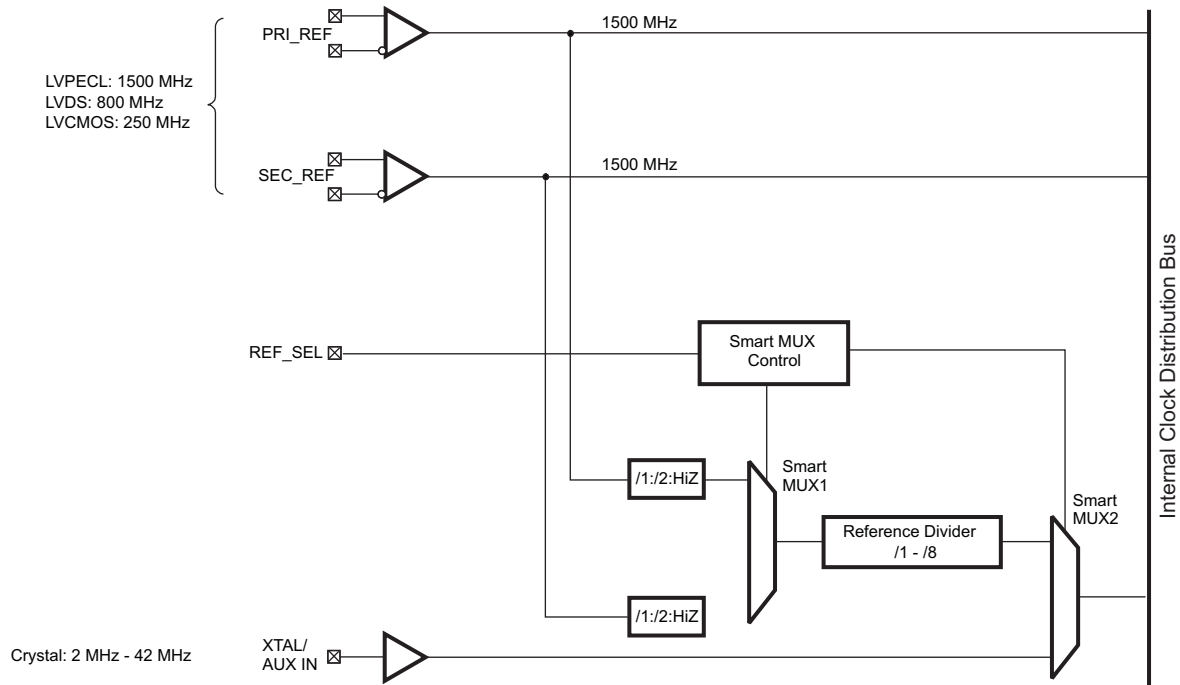 1500 MHz
PRI_REF
LVPECL: 1500 MHz
LVDS: 800 MHz
LVCMOS: 250 MHz
1500 MHz
SEC_REF
Internal Clock Distribution Bus
REF_SEL
Smart MUX
Control
/1:/2:HiZ
Smart
MUX1
Smart
MUX2
Reference Divider
/1 - /8
/1:/2:HiZ
Crystal: 2 MHz - 42 MHz
XTAL/
AUX IN